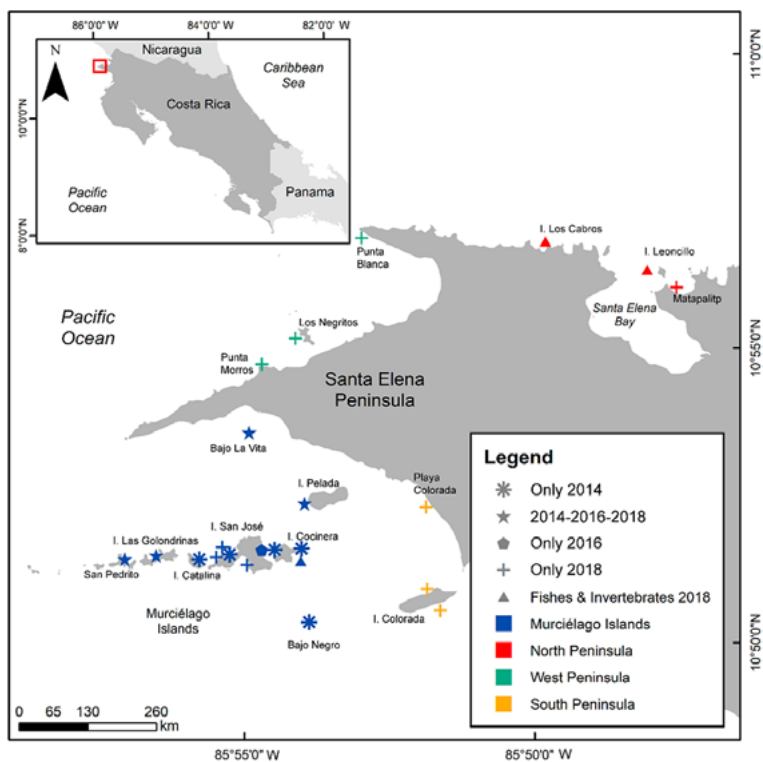 86°0'0" W
84°0'0" W
82°0'0" W
N
Nicaragua
Caribbean
Sea
Costa Rica
10°0'0"N
Pacific
Ocean
Panama
8°0'0"N
11°0'0"N
I. Los Cabros
Punta
Blanca
I. Leoncillo
Matapalitp
Santa Elena
Bay
Pacific
Ocean
Los Negritos
Punta
Morros
10°55'0"N
Santa Elena
Peninsula
Bajo La Vita
I. Pelada
Playa
Colorada
I. San José
I. Las Golondrinas
I. Cocinera
San Pedrito
I. Catalina
Murciélago
Islands
I. Colorada
Bajo Negro
10°50'0"N
Legend
Only 2014
2014-2016-2018
Only 2016
Only 2018
Fishes & Invertebrates 2018
Murciélago Islands
North Peninsula
West Peninsula
South Peninsula
0 65 130 260
km
85°55'0" W
85°50'0" W